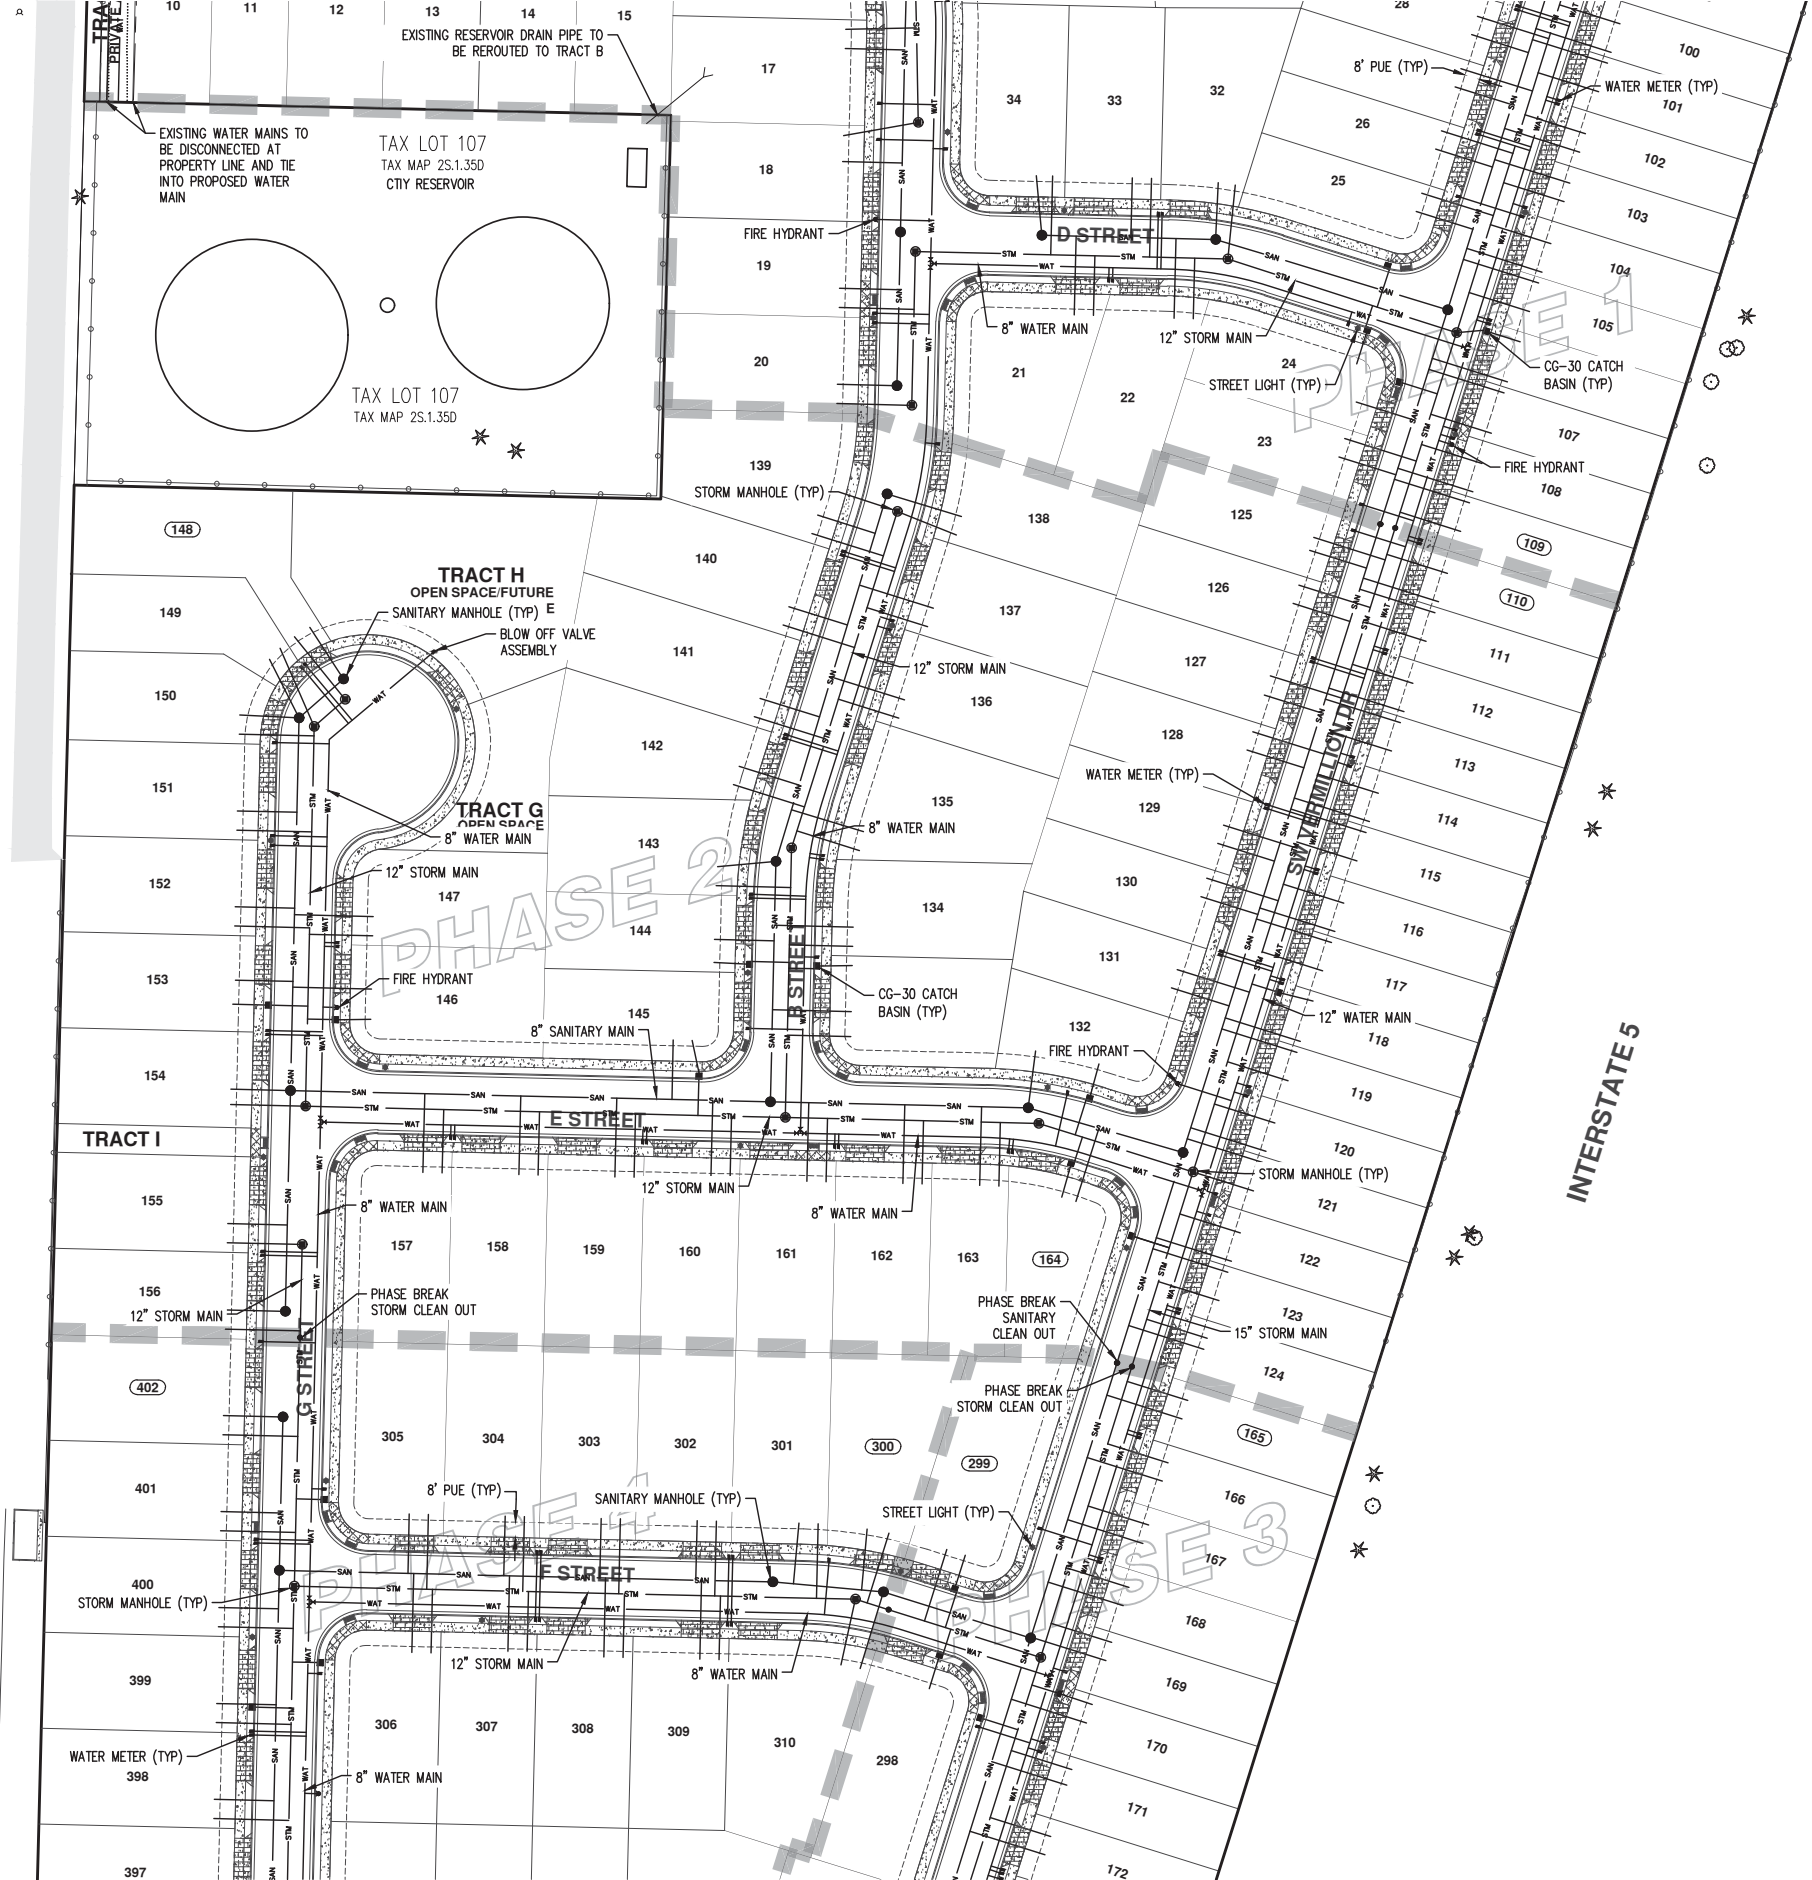 10
11
12
13
14
15
TRA
PRIVATE
WAT
EXISTING RESERVOIR DRAIN PIPE TO
BE REROUTED TO TRACT B
17
34
33
32
28
100
8' PUE (TYP)
WATER METER (TYP)
101
26
102
25
103
104
105
EXISTING WATER MAINS TO
BE DISCONNECTED AT
PROPERTY LINE AND TIE
INTO PROPOSED WATER
MAIN
TAX LOT 107
TAX MAP 2S.1.35D
CTIY RESERVOIR
18
FIRE HYDRANT
19
20
D STREET
8" WATER MAIN
12" STORM MAIN
21
22
24
STREET LIGHT (TYP)
23
PHASE 1
CG-30 CATCH
BASIN (TYP)
107
FIRE HYDRANT
108
109
110
TAX LOT 107
TAX MAP 2S.1.35D
139
STORM MANHOLE (TYP)
138
125
148
140
126
TRACT H
OPEN SPACE/FUTURE
SANITARY MANHOLE (TYP) E
BLOW OFF VALVE
ASSEMBLY
149
137
141
12" STORM MAIN
127
111
150
136
112
142
128
113
151
WATER METER (TYP)
SW VERMILLION DR
135
129
114
TRACT G
OPEN SPACE
8" WATER MAIN
8" WATER MAIN
143
12" STORM MAIN
152
147
PHASE 2
144
134
130
115
116
131
117
153
FIRE HYDRANT
146
145
B STREET
CG-30 CATCH
BASIN (TYP)
132
12" WATER MAIN
118
8" SANITARY MAIN
FIRE HYDRANT
154
119
INTERSTATE 5
E STREET
TRACT I
120
12" STORM MAIN
STORM MANHOLE (TYP)
155
8" WATER MAIN
8" WATER MAIN
121
157
158
159
160
161
162
163
164
122
156
12" STORM MAIN
PHASE BREAK
STORM CLEAN OUT
PHASE BREAK
SANITARY
CLEAN OUT
123
15" STORM MAIN
124
G STREET
402
PHASE BREAK
STORM CLEAN OUT
165
305
304
303
302
301
300
299
401
8' PUE (TYP)
SANITARY MANHOLE (TYP)
STREET LIGHT (TYP)
166
PHASE 4
PHASE 3
167
F STREET
400
STORM MANHOLE (TYP)
168
12" STORM MAIN
8" WATER MAIN
399
169
306
307
308
309
310
298
170
WATER METER (TYP)
398
8" WATER MAIN
171
397
172
SAN
STM
WAT